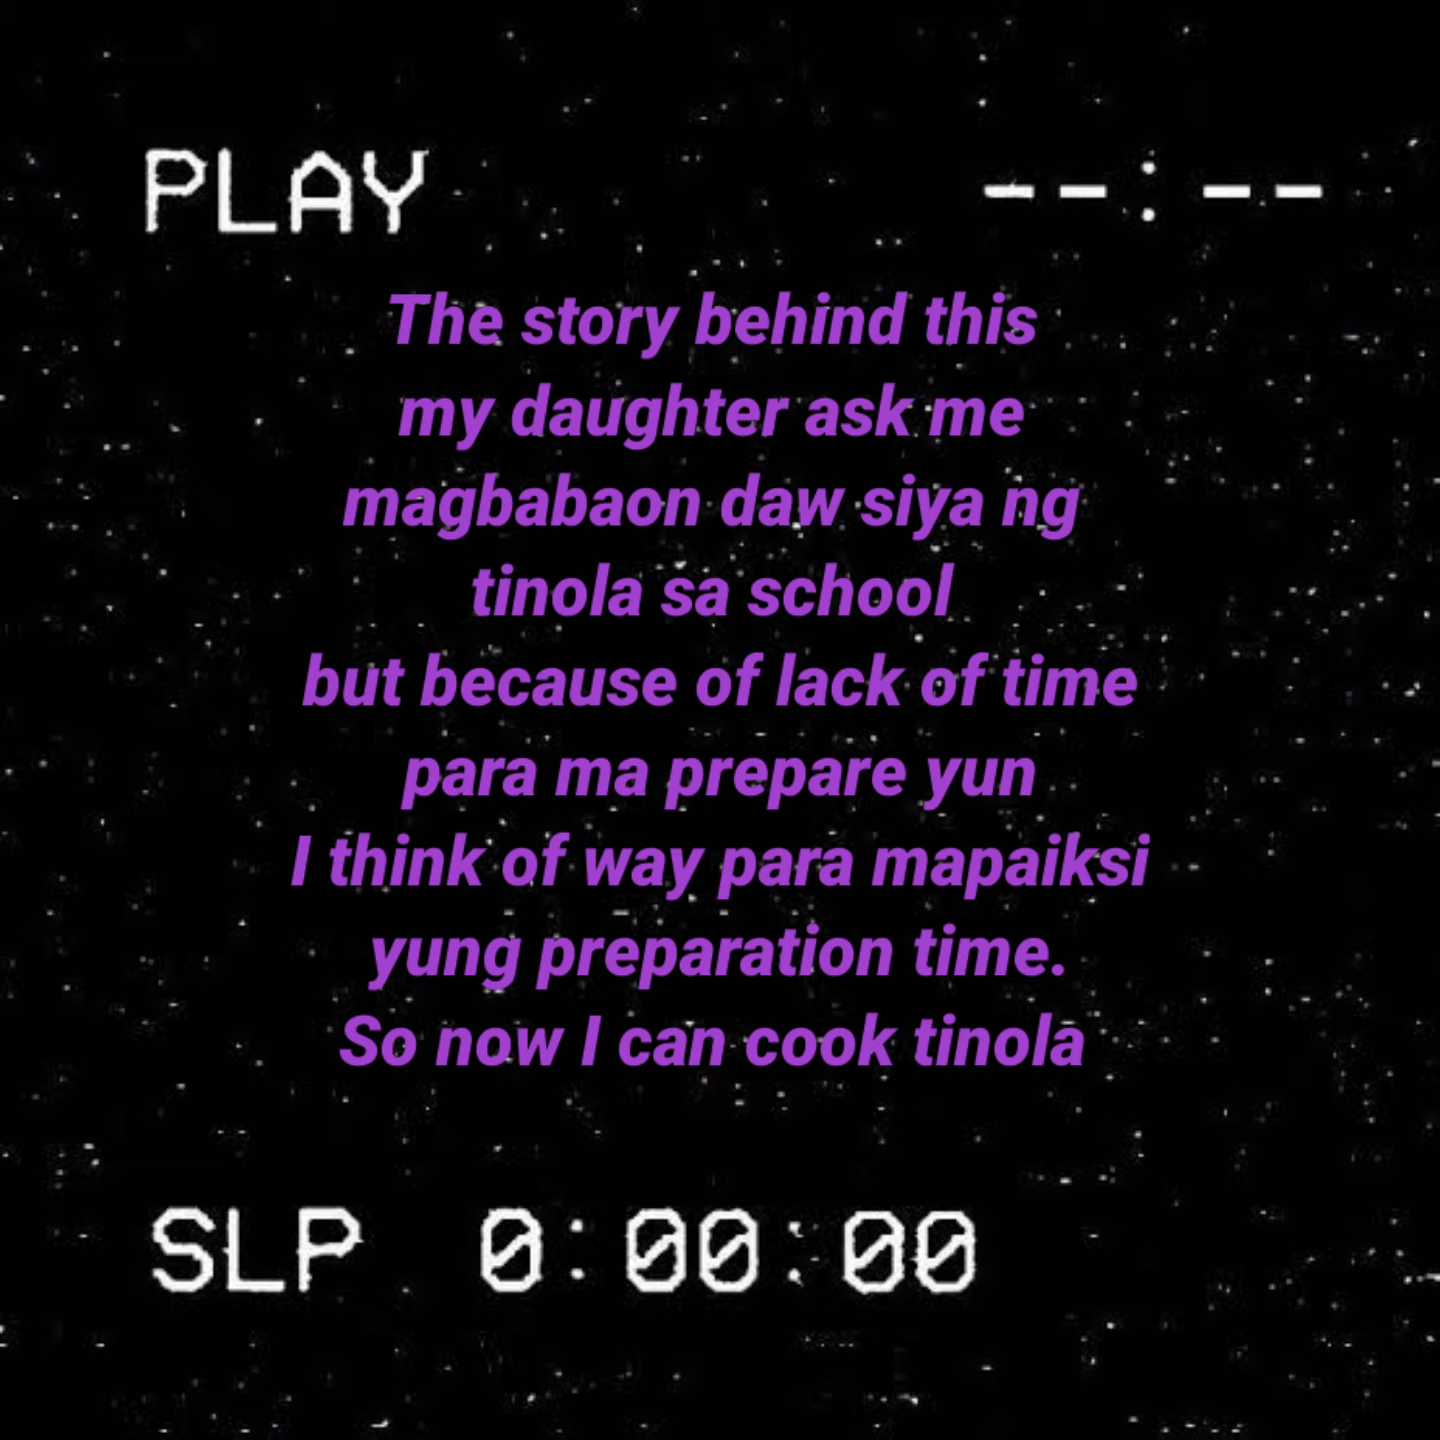 PLAY --:--
The story behind this
my daughter ask me
magbabaon daw siya ng
tinola sa school
but because of lack of time
para ma prepare yun
I think of way para mapaiksi
yung preparation time.
So now I can cook tinola
SLP 0:00:00